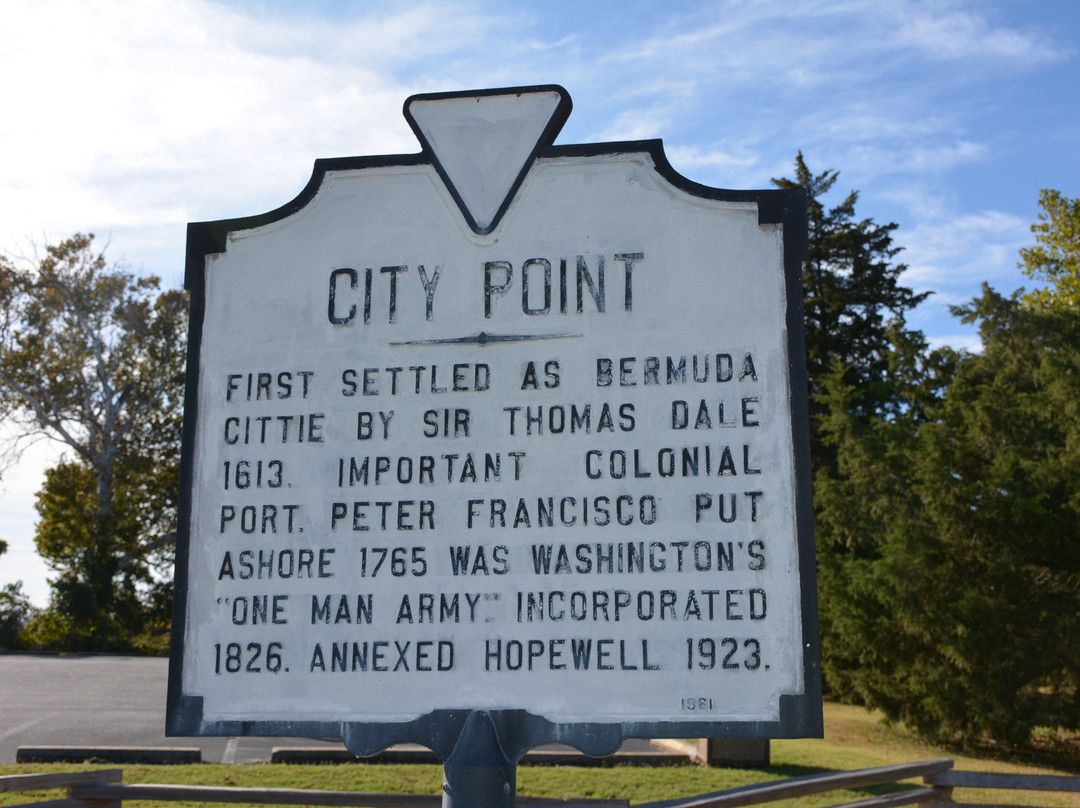 CITY POINT
FIRST SETTLED AS BERMUDA
CITTIE BY SIR THOMAS DALE
1613. IMPORTANT COLONIAL
PORT. PETER FRANCISCO PUT
ASHORE 1765 WAS WASHINGTON'S
"ONE MAN ARMY." INCORPORATED
1826. ANNEXED HOPEWELL 1923.
1981